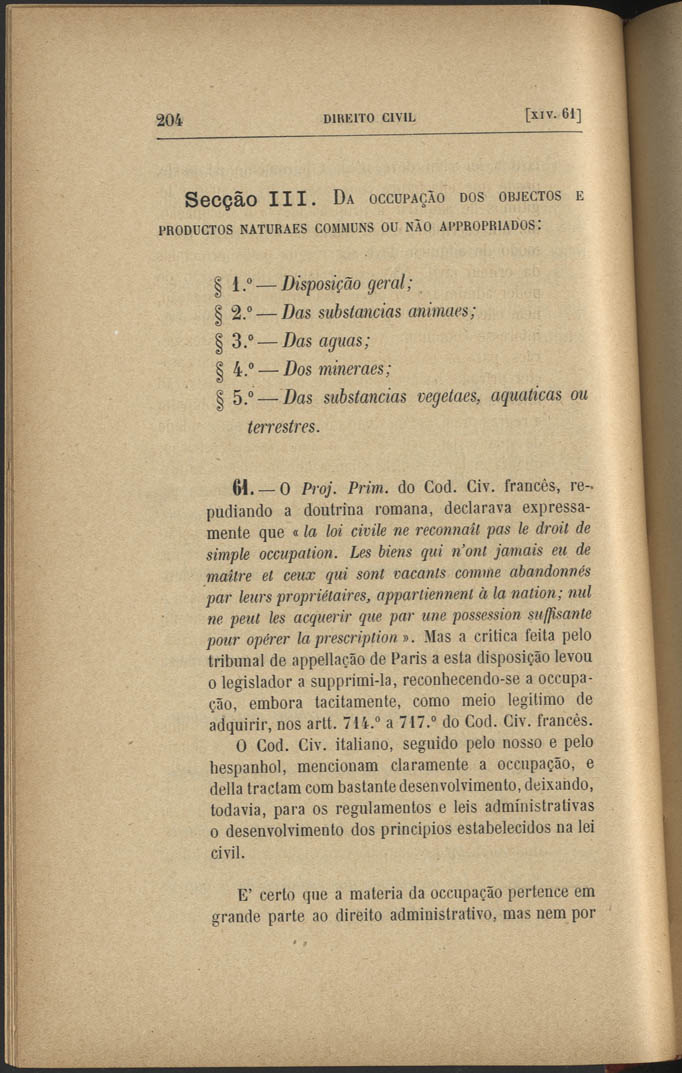 204 DIREITO CIVIL [XIV. 61]
Secção III. DA OCCUPAÇÃO DOS OBJECTOS E
PRODUCTOS NATURAES COMMUNS OU NÃO APPROPRIADOS:
§ 1.º — Disposição geral;
§ 2.º — Das substancias animaes;
§ 3.º — Das aguas;
§ 4.º — Dos mineraes;
§ 5.º — Das substancias vegetaes, aquaticas ou
terrestres.
61. — O Proj. Prim. do Cod. Civ. francês, re-
pudiando a doutrina romana, declarava expressa-
mente que « la loi civile ne reconnaît pas le droit de
simple occupation. Les biens qui n'ont jamais eu de
maître et ceux qui sont vacants comme abandonnés
par leurs propriétaires, appartiennent à la nation; nul
ne peut les acquerir que par une possession suffisante
pour opérer la prescription ». Mas a critica feita pelo
tribunal de appellação de Paris a esta disposição levou
o legislador a supprimi-la, reconhecendo-se a occupa-
ção, embora tacitamente, como meio legitimo de
adquirir, nos artt. 714.º a 717.º do Cod. Civ. francês.
O Cod. Civ. italiano, seguido pelo nosso e pelo
hespanhol, mencionam claramente a occupação, e
della tractam com bastante desenvolvimento, deixando,
todavia, para os regulamentos e leis administrativas
o desenvolvimento dos principios estabelecidos na lei
civil.
E' certo que a materia da occupação pertence em
grande parte ao direito administrativo, mas nem por